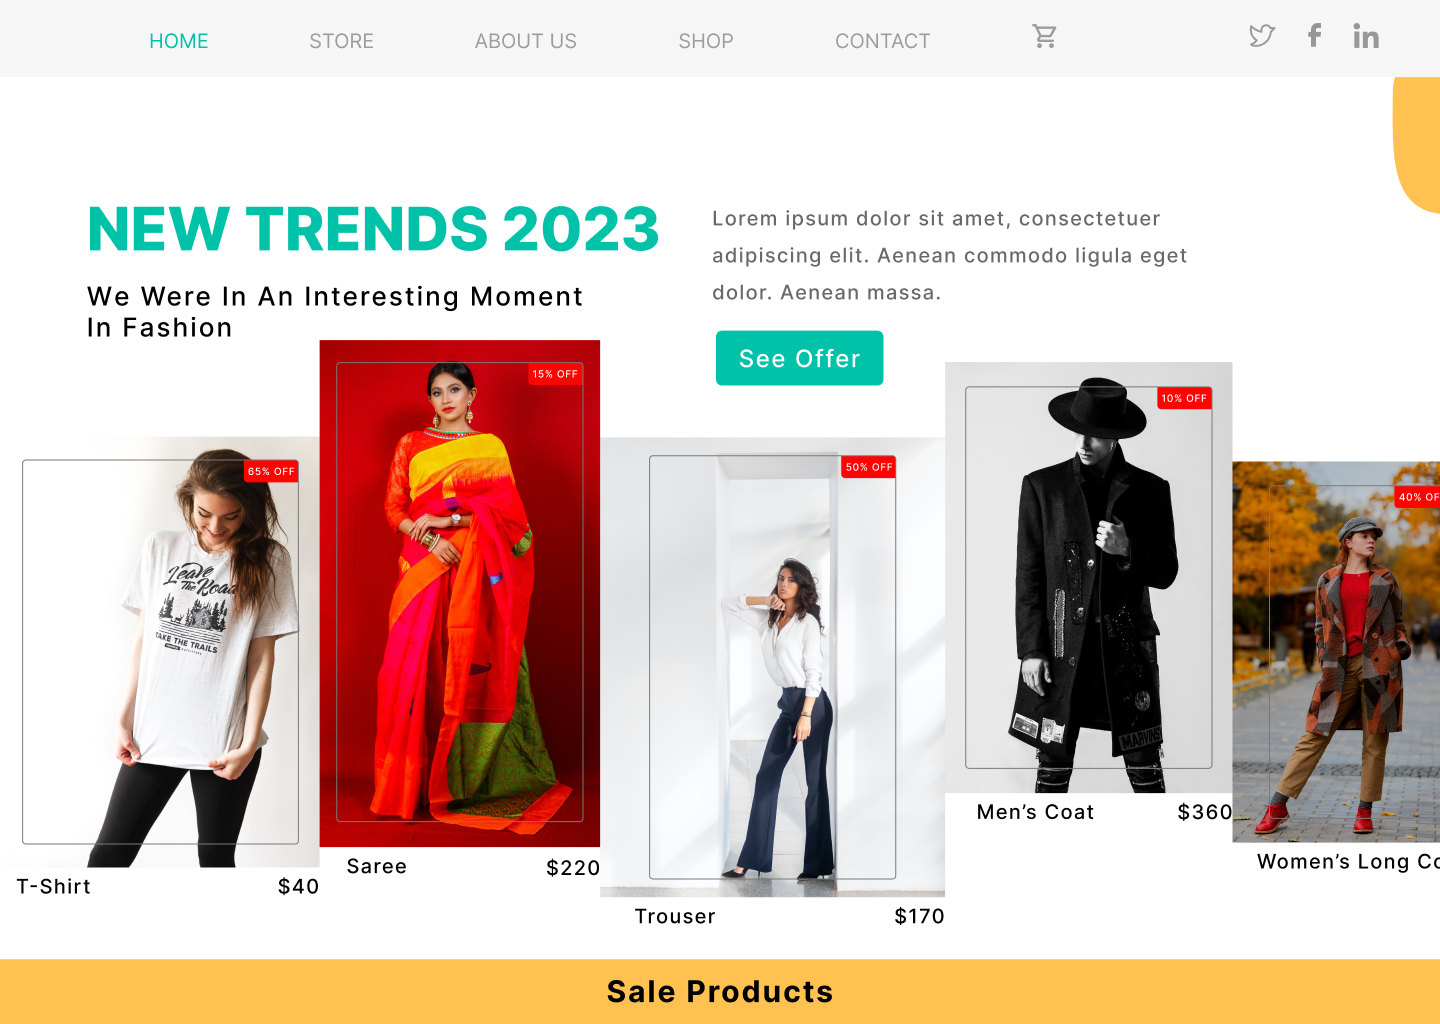 HOME
STORE
ABOUT US
SHOP
CONTACT
NEW TRENDS 2023
We Were In An Interesting Moment
In Fashion
Lorem ipsum dolor sit amet, consectetuer
adipiscing elit. Aenean commodo ligula eget
dolor. Aenean massa.
See Offer
65% OFF
Leave
The Road
TAKE THE TRAILS
T-Shirt
$40
15% OFF
Saree
$220
50% OFF
Trouser
$170
10% OFF
Men’s Coat
$360
40% OF
Women’s Long Co
Sale Products